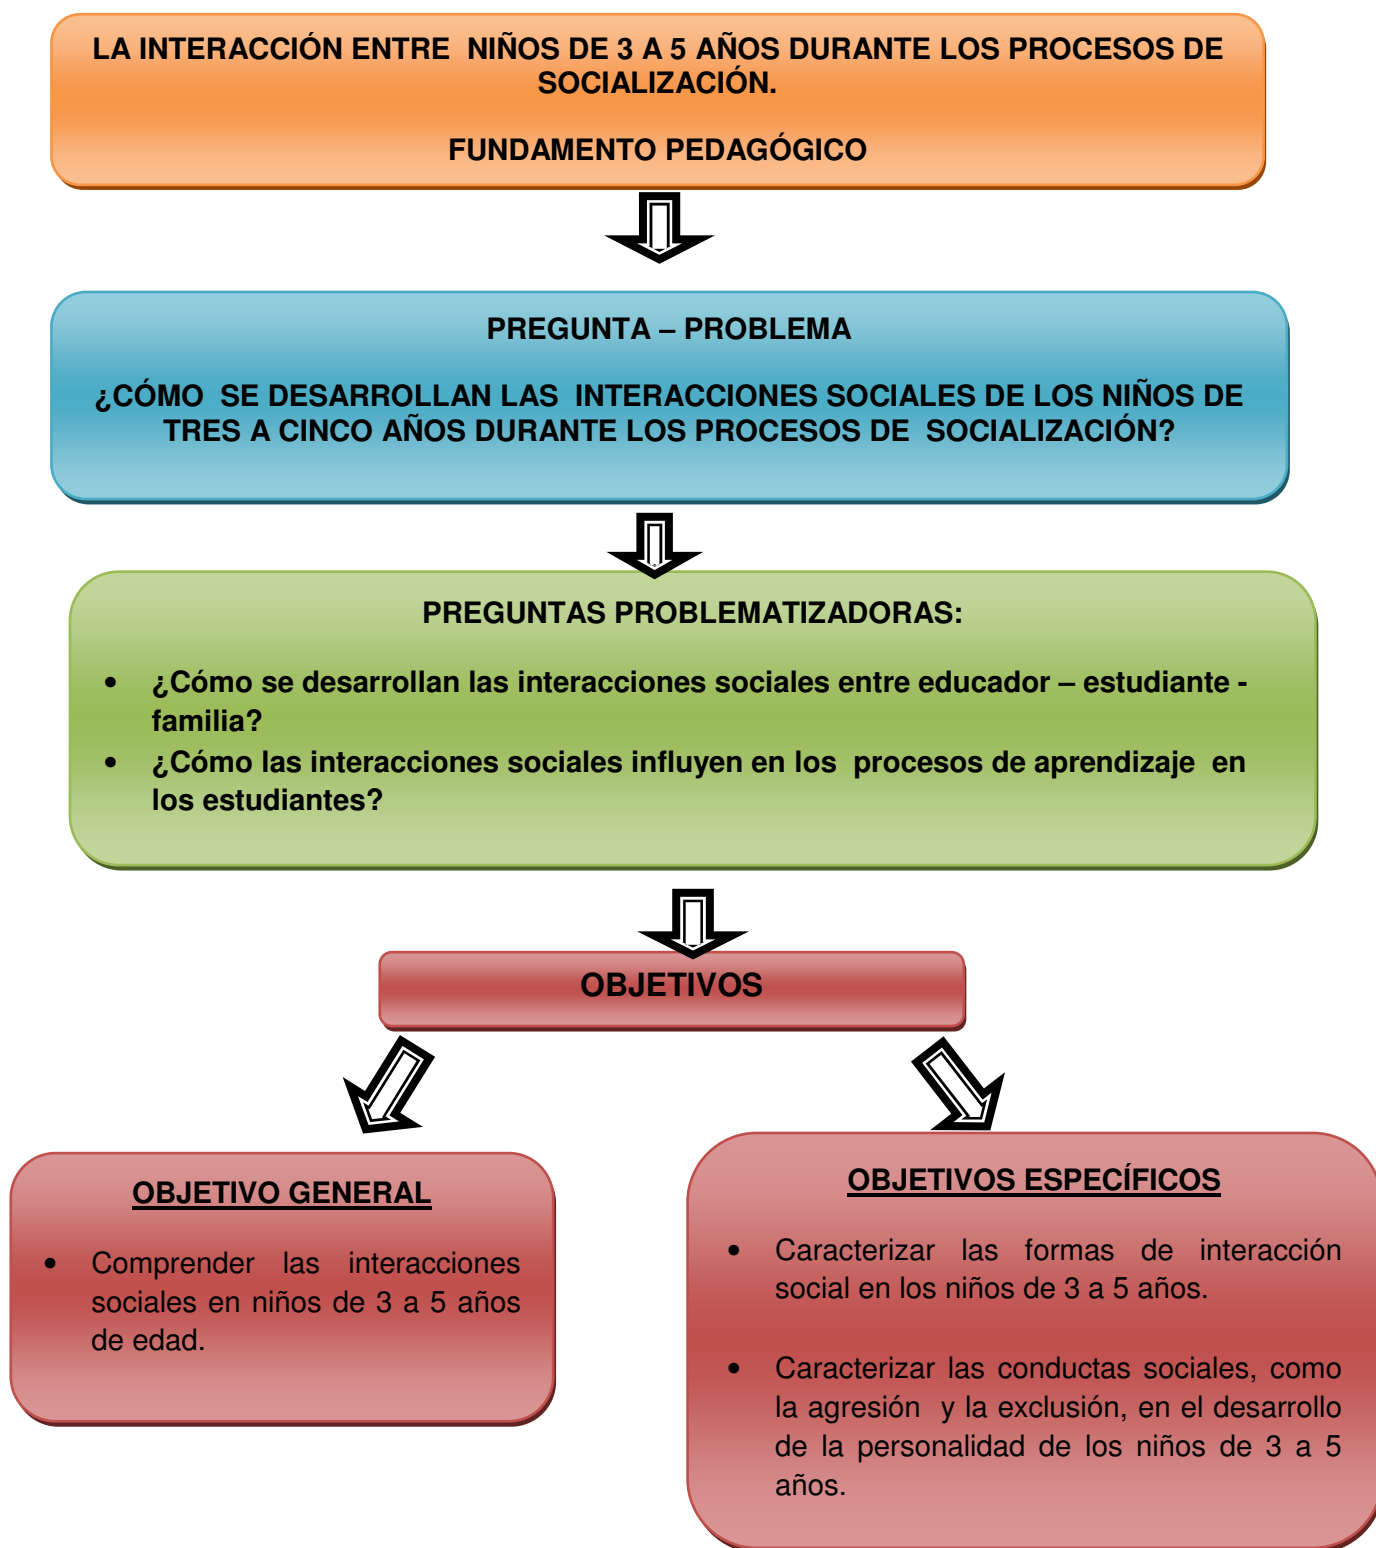 LA INTERACCIÓN ENTRE NIÑOS DE 3 A 5 AÑOS DURANTE LOS PROCESOS DE
SOCIALIZACIÓN.
FUNDAMENTO PEDAGÓGICO
PREGUNTA – PROBLEMA
¿CÓMO SE DESARROLLAN LAS INTERACCIONES SOCIALES DE LOS NIÑOS DE
TRES A CINCO AÑOS DURANTE LOS PROCESOS DE SOCIALIZACIÓN?
PREGUNTAS PROBLEMATIZADORAS:
• ¿Cómo se desarrollan las interacciones sociales entre educador – estudiante -
familia?
• ¿Cómo las interacciones sociales influyen en los procesos de aprendizaje en
los estudiantes?
OBJETIVOS
OBJETIVO GENERAL
• Comprender las interacciones
sociales en niños de 3 a 5 años
de edad.
OBJETIVOS ESPECÍFICOS
• Caracterizar las formas de interacción
social en los niños de 3 a 5 años.
• Caracterizar las conductas sociales, como
la agresión y la exclusión, en el desarrollo
de la personalidad de los niños de 3 a 5
años.